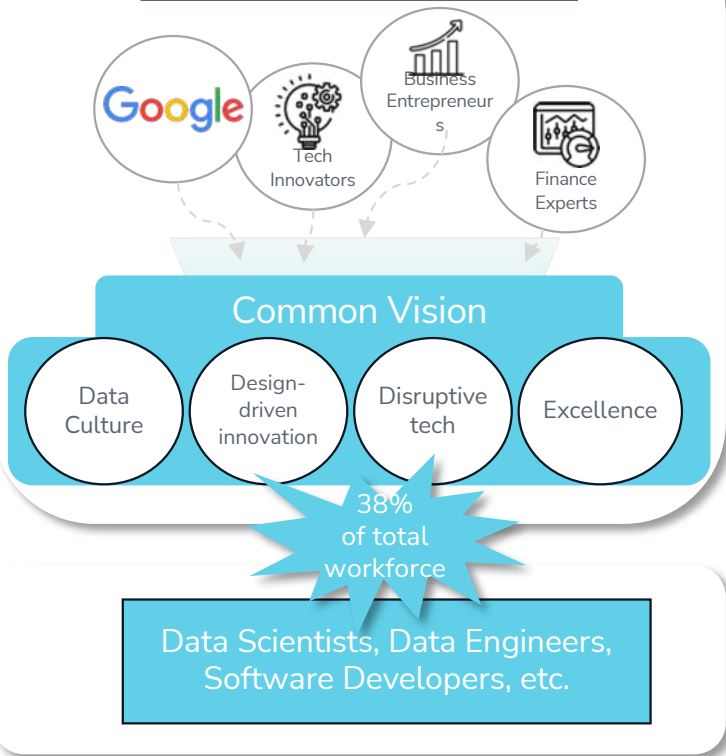 Google
Tech
Innovators
Business
Entrepreneur
s
Finance
Experts
Common Vision
Data
Culture
Design-
driven
innovation
Disruptive
tech
Excellence
38%
of total
workforce
Data Scientists, Data Engineers,
Software Developers, etc.